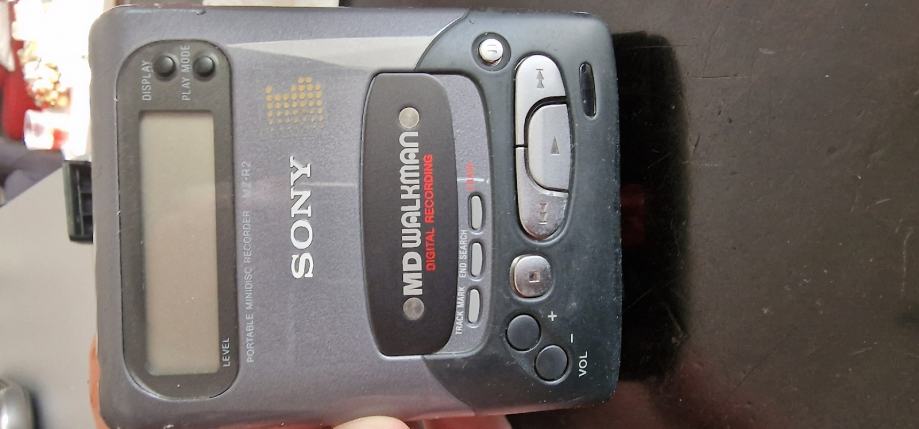 DISPLAY
PLAY MODE
LEVEL
PORTABLE MINIDISC RECORDER MZ-R2
SONY
MD WALKMAN
DIGITAL RECORDING
TRACK MARK
END SEARCH
VOL
+
-